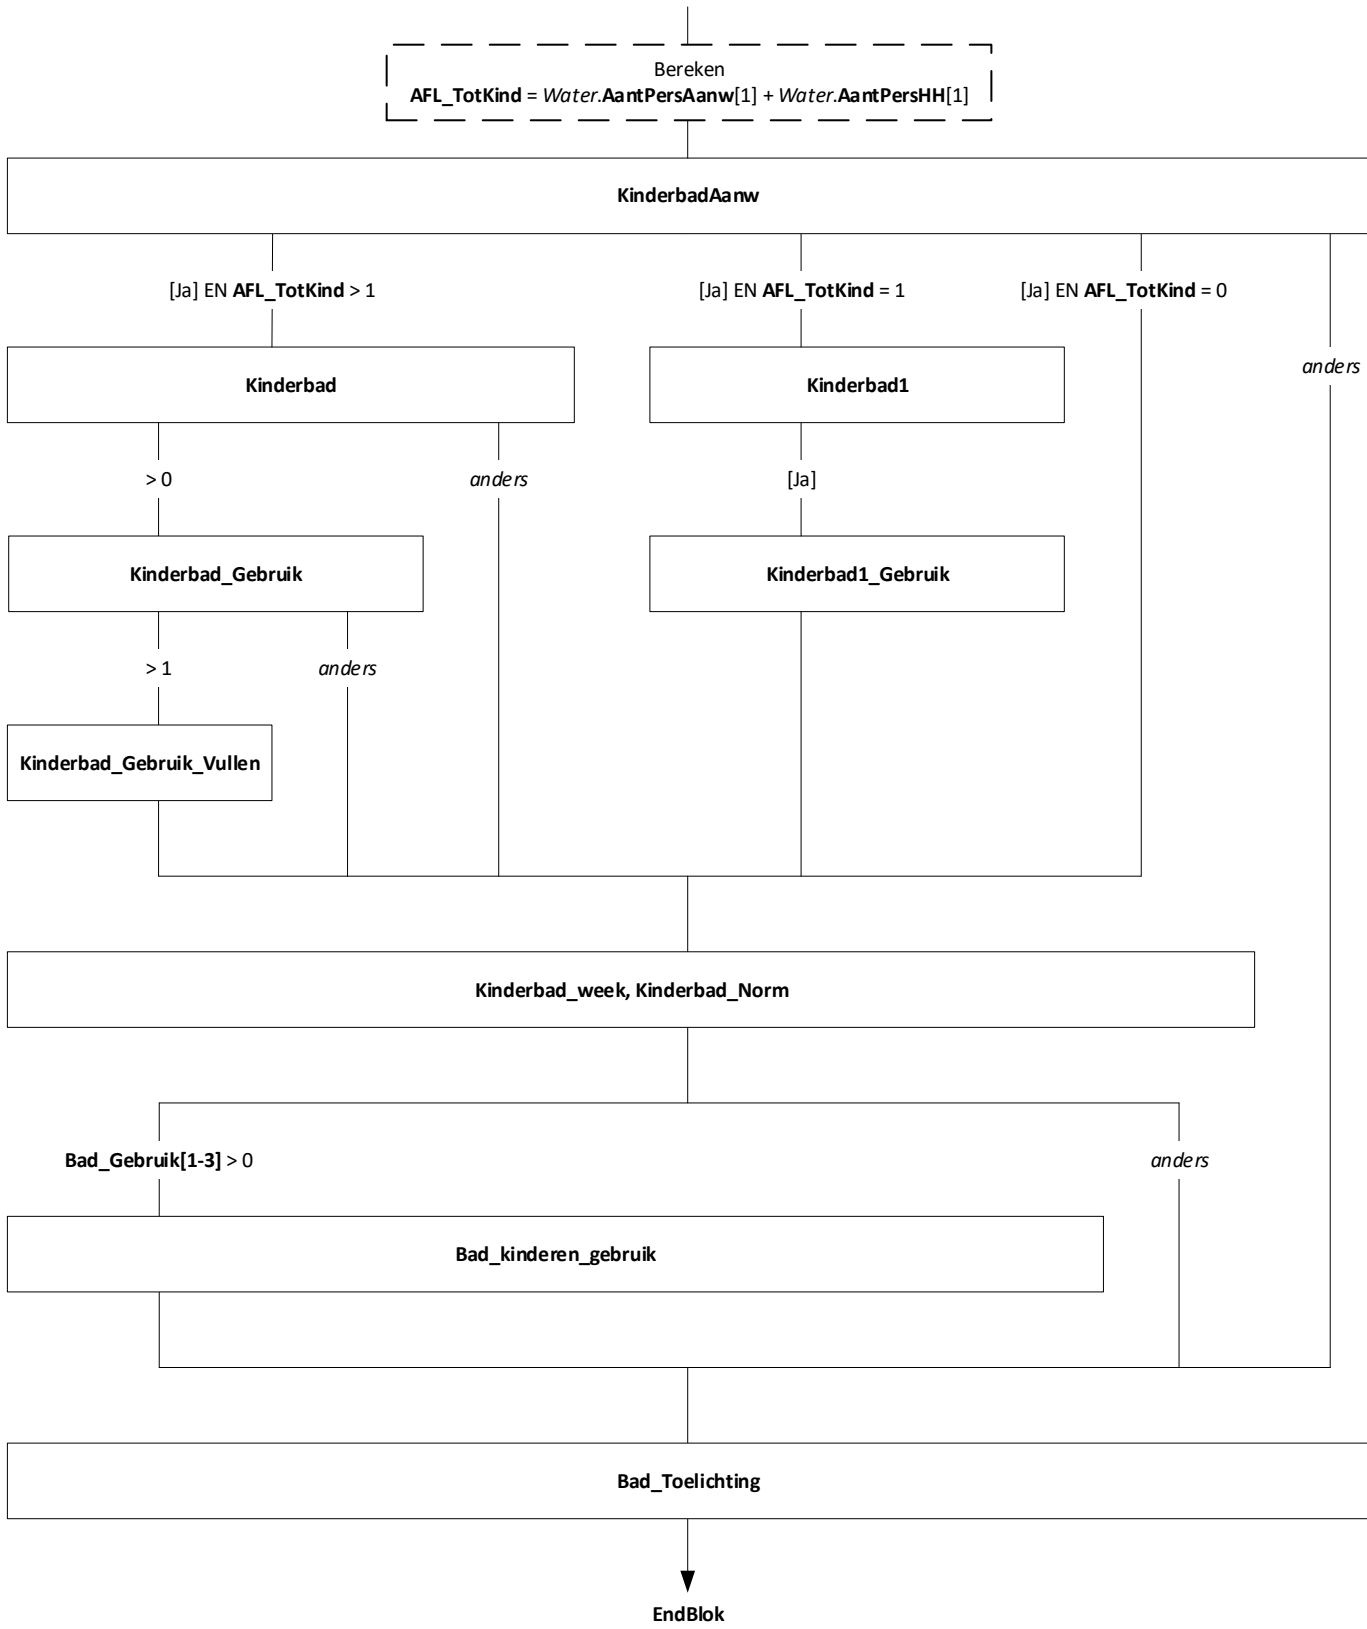 Bereken
AFL_TotKind = Water.AantPersAanw[1] + Water.AantPersHH[1]
KinderbadAanw
[Ja] EN AFL_TotKind > 1
[Ja] EN AFL_TotKind = 1
[Ja] EN AFL_TotKind = 0
anders
Kinderbad
Kinderbad1
> 0
anders
[Ja]
Kinderbad_Gebruik
Kinderbad1_Gebruik
> 1
anders
Kinderbad_Gebruik_Vullen
Kinderbad_week, Kinderbad_Norm
Bad_Gebruik[1-3] > 0
anders
Bad_kinderen_gebruik
Bad_Toelichting
EndBlok